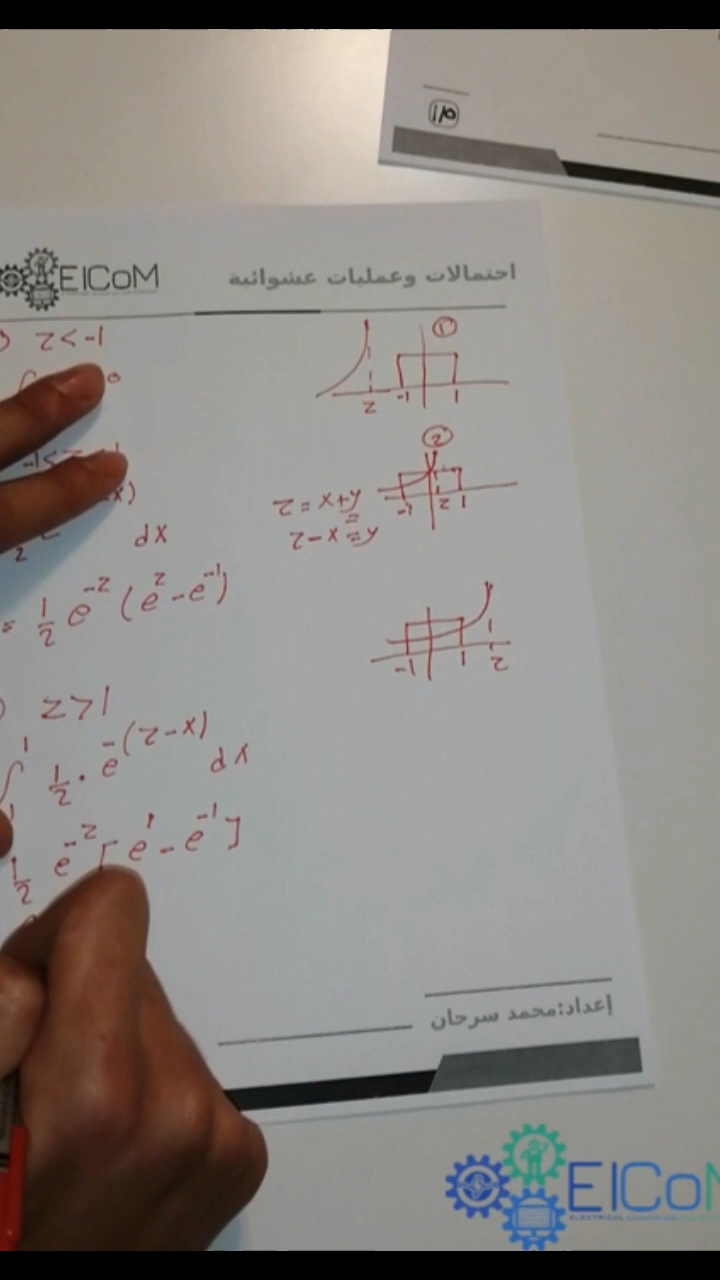 EICoM
احتمالات وعمليات عشوائية
z < -1
①
z -1 1
②
z = x+y
z-x = y
-1 z 1
dx
= 1/2 e^-z (e^z - e^-1)
-1 1 z
z > 1
∫ 1/2 · e^-(z-x) dx
1/2 e^-z [e^1 - e^-1]
إعداد:محمد سرحان
EICoM